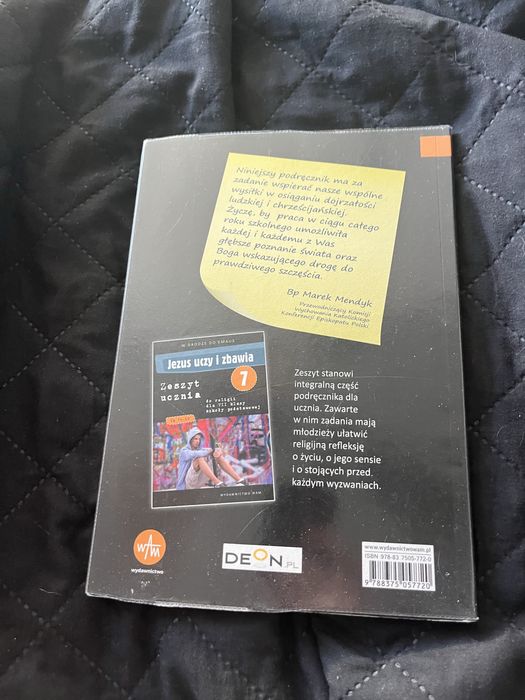 Niniejszy podręcznik ma za
zadanie wspierać nasze wspólne
wysiłki w osiąganiu dojrzałości
ludzkiej i chrześcijańskiej.
Życzę, by praca w ciągu całego
roku szkolnego umożliwiła
każdej i każdemu z Was
głębsze poznanie świata oraz
Boga wskazującego drogę do
prawdziwego szczęścia.
Bp Marek Mendyk
Przewodniczący Komisji
Wychowania Katolickiego
Konferencji Episkopatu Polski
W DRODZE DO EMAUS
Jezus uczy i zbawia
Zeszyt
ucznia
7
do religii
dla VII klasy
szkoły podstawowej
WYDAWNICTWO WAM
Zeszyt stanowi
integralną część
podręcznika dla
ucznia. Zawarte
w nim zadania mają
młodzieży ułatwić
religijną refleksję
o życiu, o jego sensie
i o stojących przed
każdym wyzwaniach.
WAM
wydawnictwo
DEON.PL
www.wydawnictwowam.pl
ISBN 978-83-7505-772-0
9 788375 057720